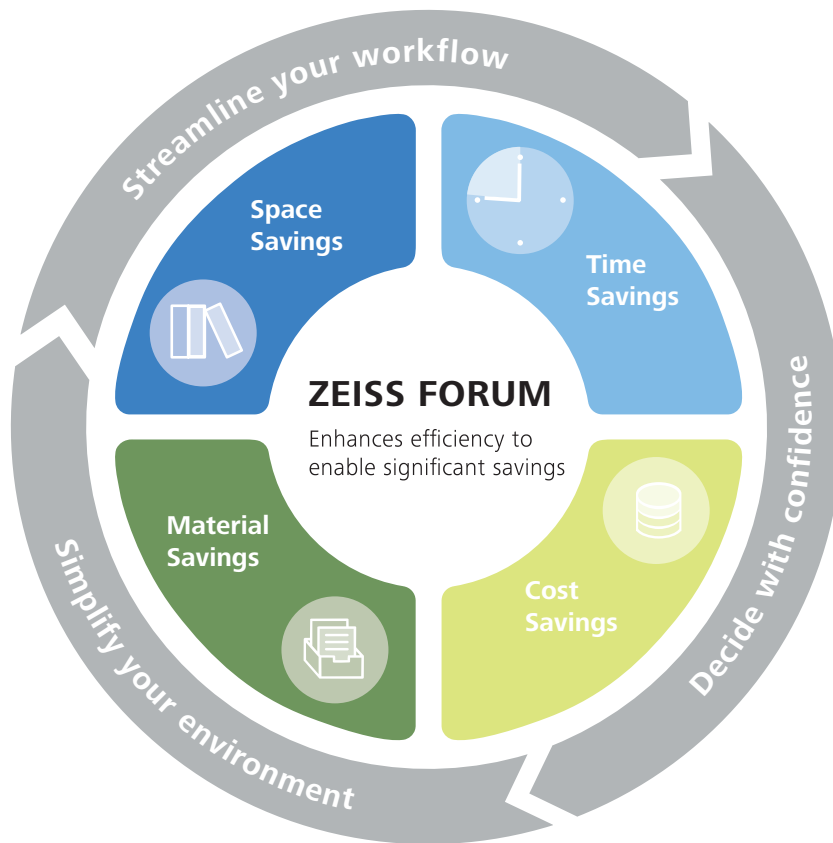 Streamline your workflow
Space
Savings
Time
Savings
ZEISS FORUM
Enhances efficiency to
enable significant savings
Material
Savings
Cost
Savings
Decide with confidence
Simplify your environment